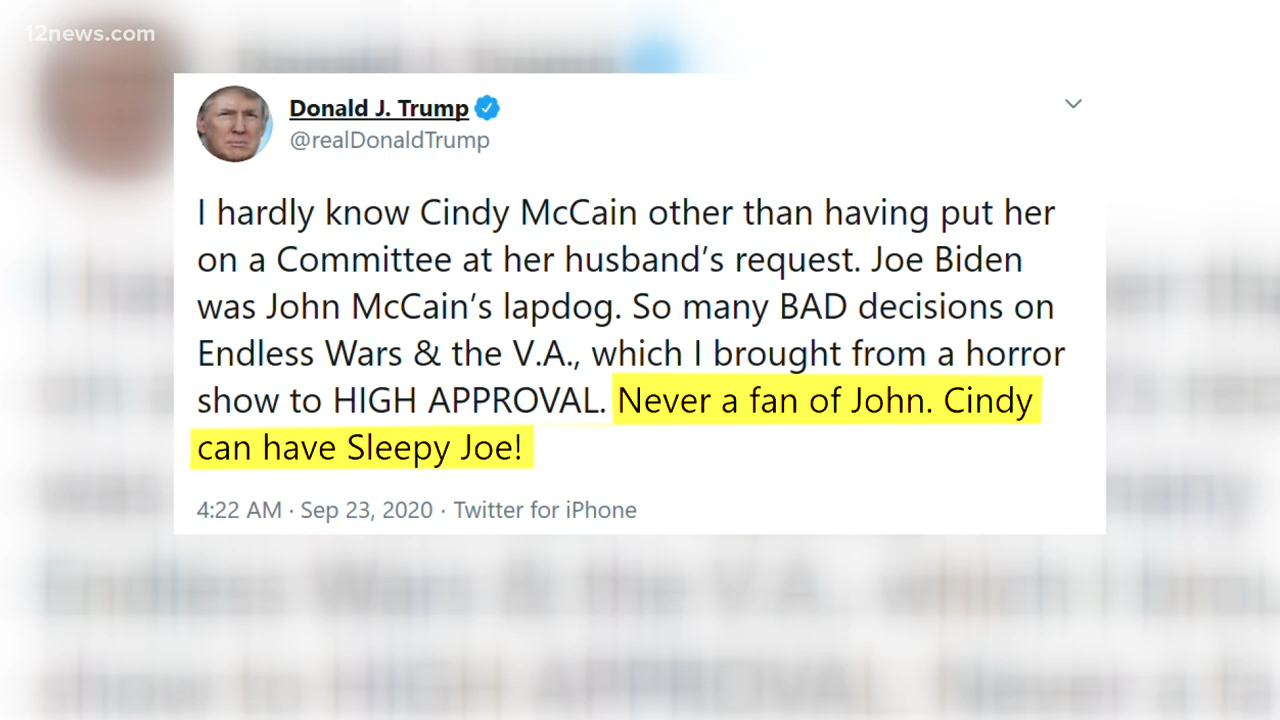 12news.com
Donald J. Trump
@realDonaldTrump
I hardly know Cindy McCain other than having put her
on a Committee at her husband’s request. Joe Biden
was John McCain’s lapdog. So many BAD decisions on
Endless Wars & the V.A., which I brought from a horror
show to HIGH APPROVAL. Never a fan of John. Cindy
can have Sleepy Joe!
4:22 AM · Sep 23, 2020 · Twitter for iPhone